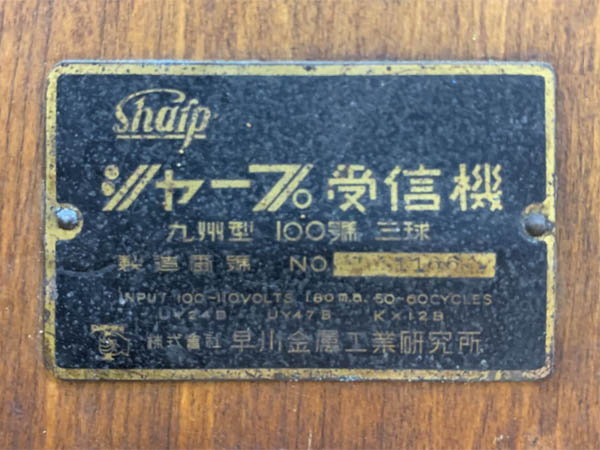 Sharp
シャープ受信機
九州型 100號 三球
製造番號 NO.
INPUT 100-110VOLTS 180m.a. 50-60CYCLES
UY24B UY47B KX12B
株式會社 早川金属工業研究所